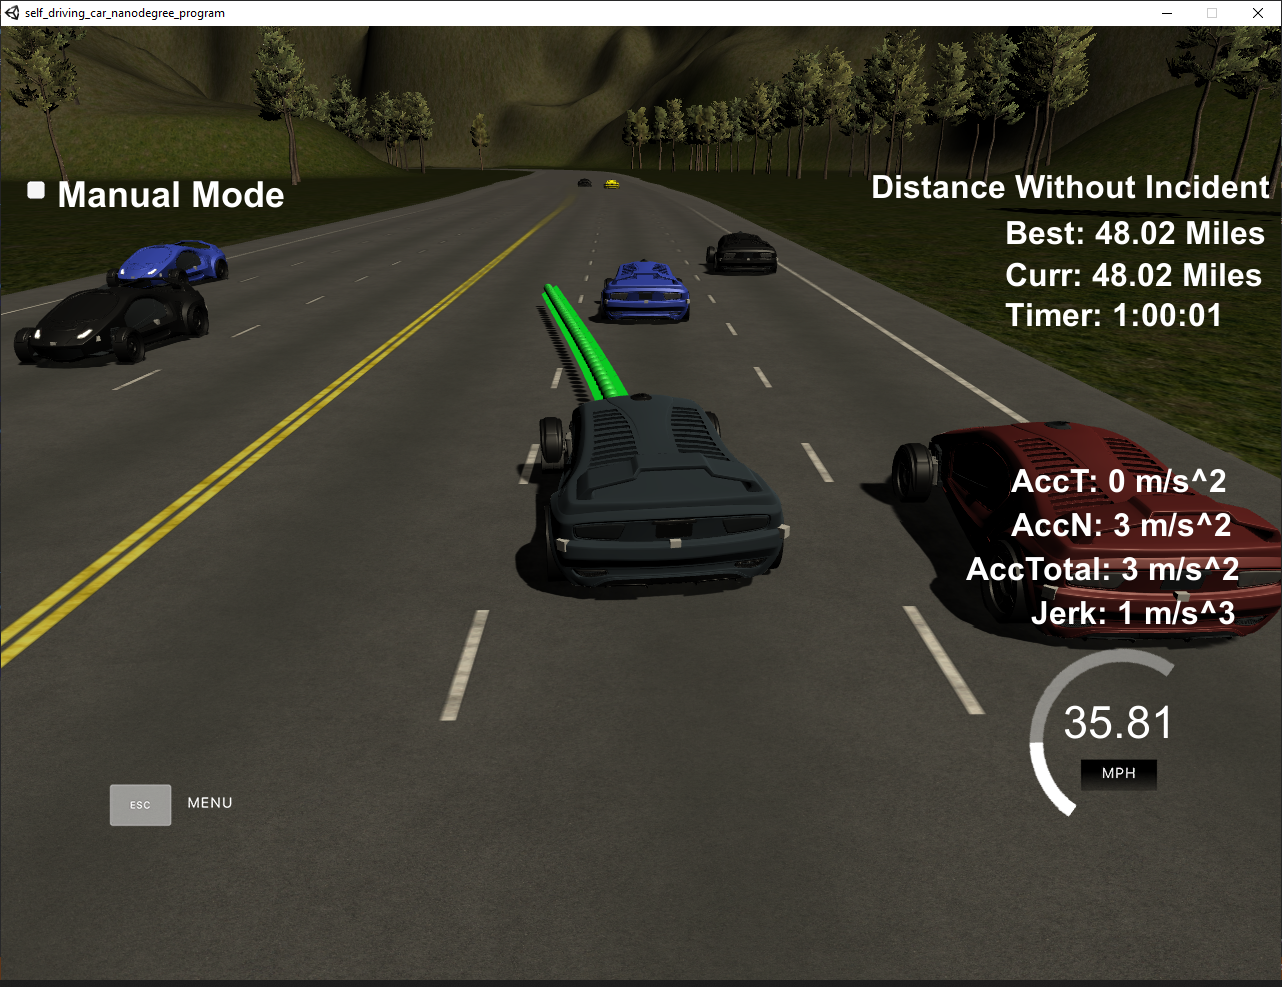 self_driving_car_nanodegree_program
Manual Mode
Distance Without Incident
Best: 48.02 Miles
Curr: 48.02 Miles
Timer: 1:00:01
AccT: 0 m/s^2
AccN: 3 m/s^2
AccTotal: 3 m/s^2
Jerk: 1 m/s^3
35.81
MPH
ESC MENU